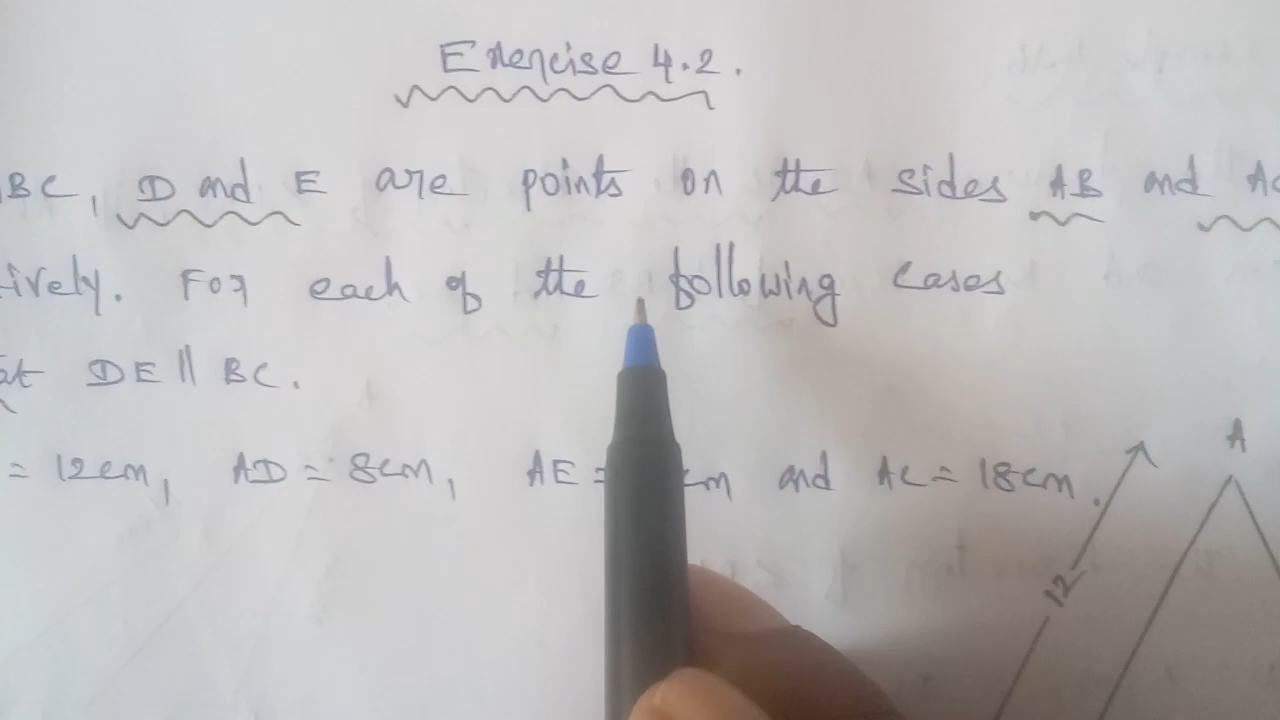 Exercise 4.2.
BC, D and E are points on the sides AB and AC
ively. For each of the following cases
at DE || BC.
= 12cm, AD = 8cm, AE = cm and AC = 18cm.
A
12